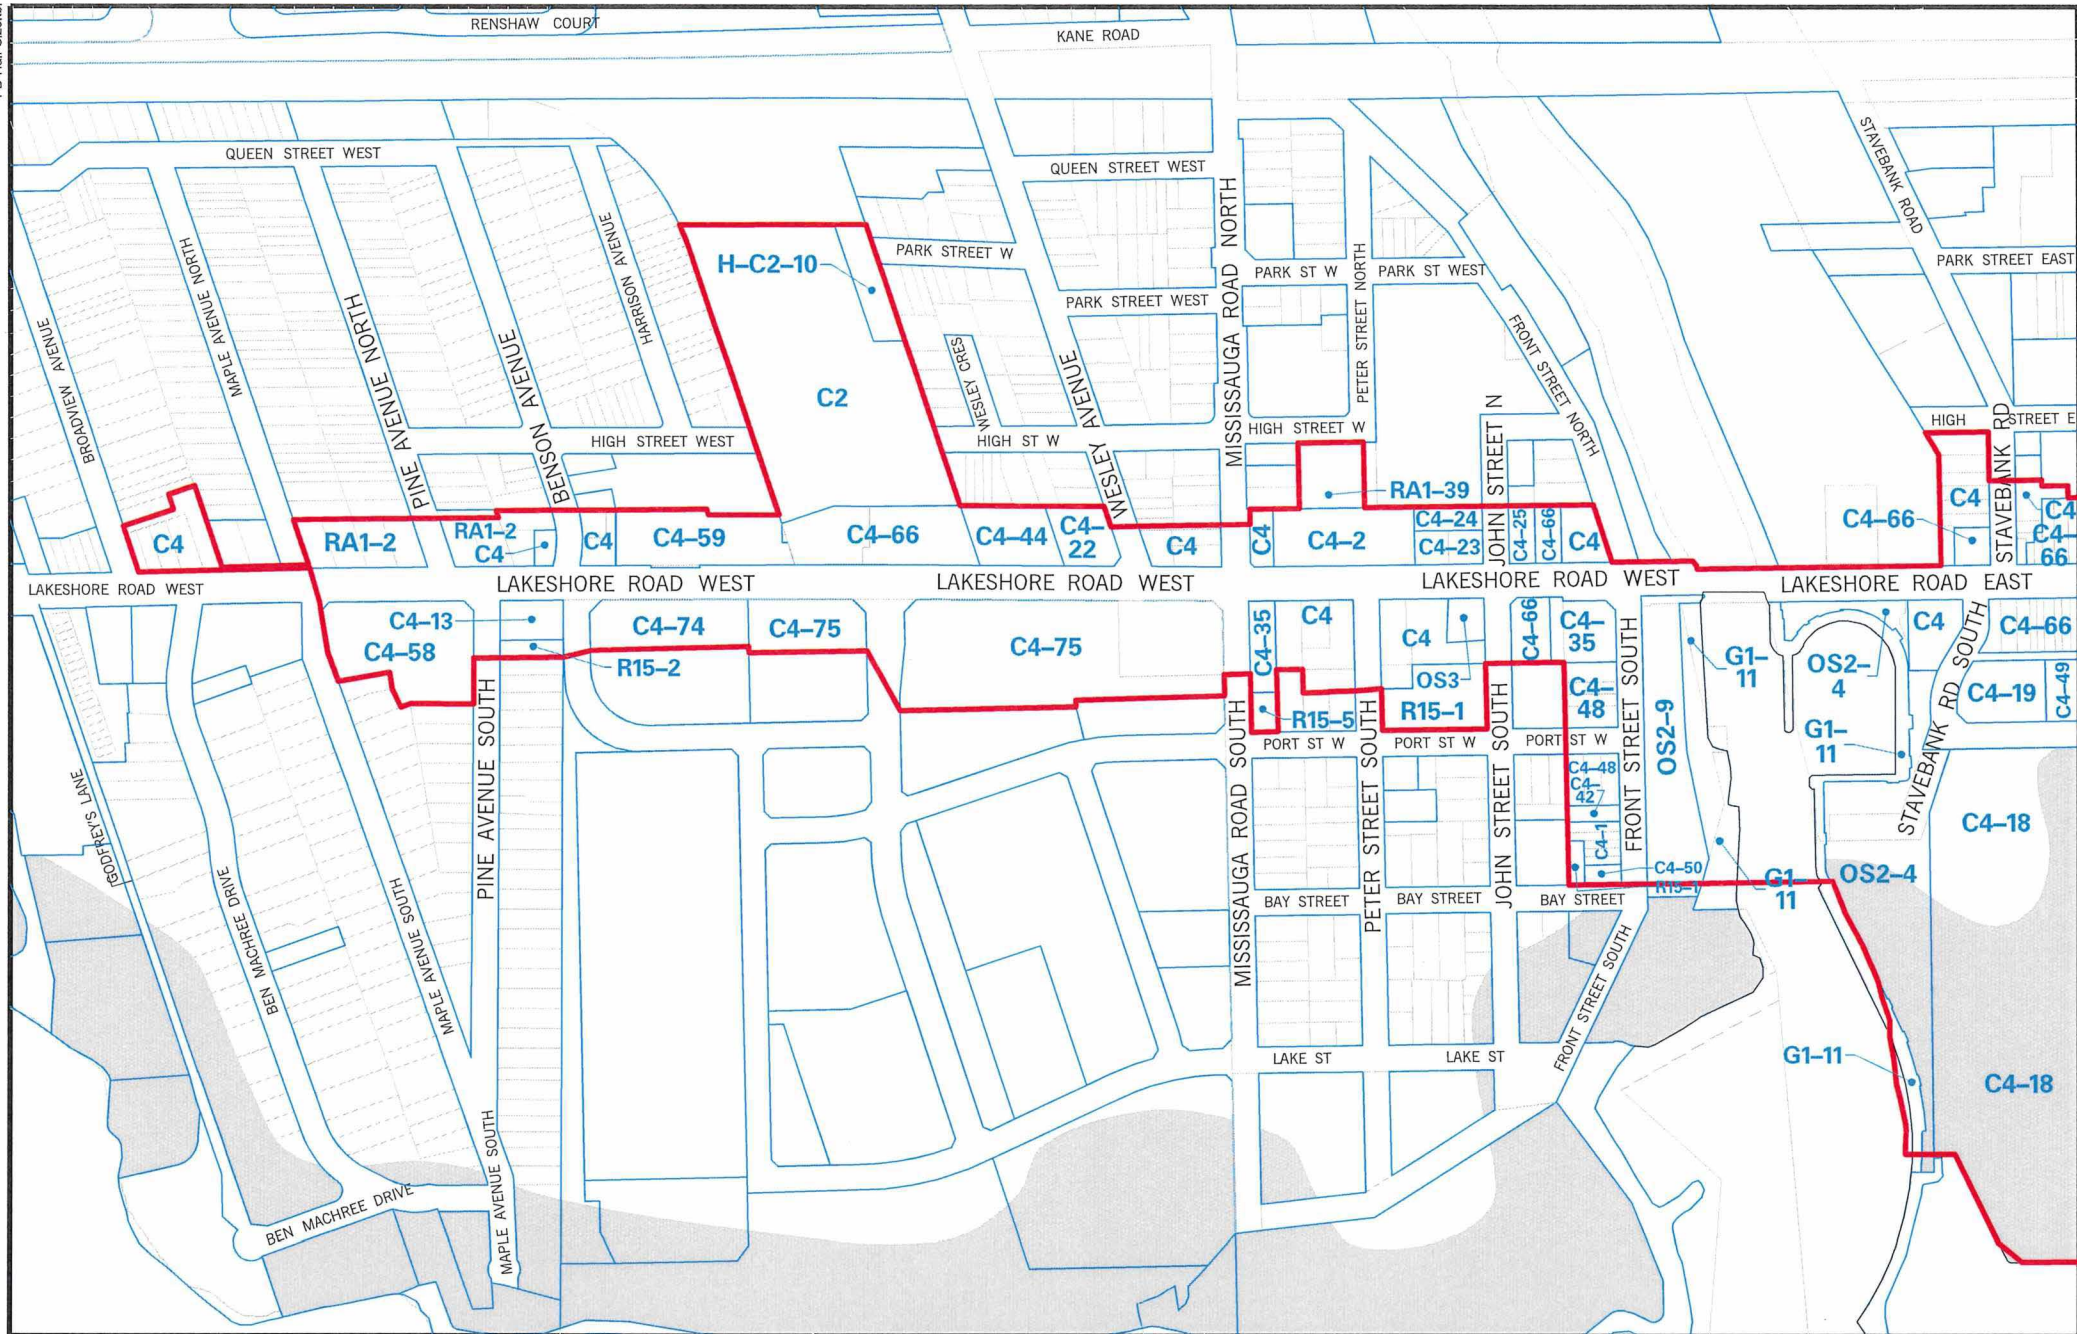 RENSHAW COURT
KANE ROAD
QUEEN STREET WEST
QUEEN STREET WEST
STAVEBANK ROAD
MAPLE AVENUE NORTH
HARRISON AVENUE
MISSISSAUGA ROAD NORTH
PARK STREET W
H–C2–10
PARK ST W
PETER STREET NORTH
PARK ST WEST
PARK STREET EAST
PARK STREET WEST
BROADVIEW AVENUE
PINE AVENUE NORTH
BENSON AVENUE
WESLEY CRES
WESLEY AVENUE
FRONT STREET NORTH
C2
HIGH STREET WEST
HIGH ST W
HIGH STREET W
JOHN STREET N
HIGH
STREET E
STAVEBANK RD
RA1–39
C4
C4
C4
RA1–2
RA1–2
C4
C4
C4–59
C4–66
C4–44
C4–
22
C4
C4
C4–2
C4–24
C4–23
C4–25
C4–66
C4
C4–66
C4–
66
LAKESHORE ROAD WEST
LAKESHORE ROAD WEST
LAKESHORE ROAD WEST
LAKESHORE ROAD WEST
LAKESHORE ROAD EAST
C4–13
C4–58
R15–2
C4–74
C4–75
C4–75
C4–35
C4
C4
OS3
C4–66
C4–
35
C4–
48
R15–5
R15–1
G1–
11
OS2–
4
C4
C4–66
C4–19
C4–49
OS2–9
FRONT STREET SOUTH
STAVEBANK RD SOUTH
G1–
11
PORT ST W
PORT ST W
PORT ST W
C4–48
C4–
42
C4–1
C4–50
R15–1
G1–
11
OS2–4
C4–18
GODFREY'S LANE
BEN MACHREE DRIVE
MAPLE AVENUE SOUTH
PINE AVENUE SOUTH
MISSISSAUGA ROAD SOUTH
PETER STREET SOUTH
JOHN STREET SOUTH
BAY STREET
BAY STREET
BAY STREET
FRONT STREET SOUTH
LAKE ST
LAKE ST
G1–11
C4–18
BEN MACHREE DRIVE
MAPLE AVENUE SOUTH